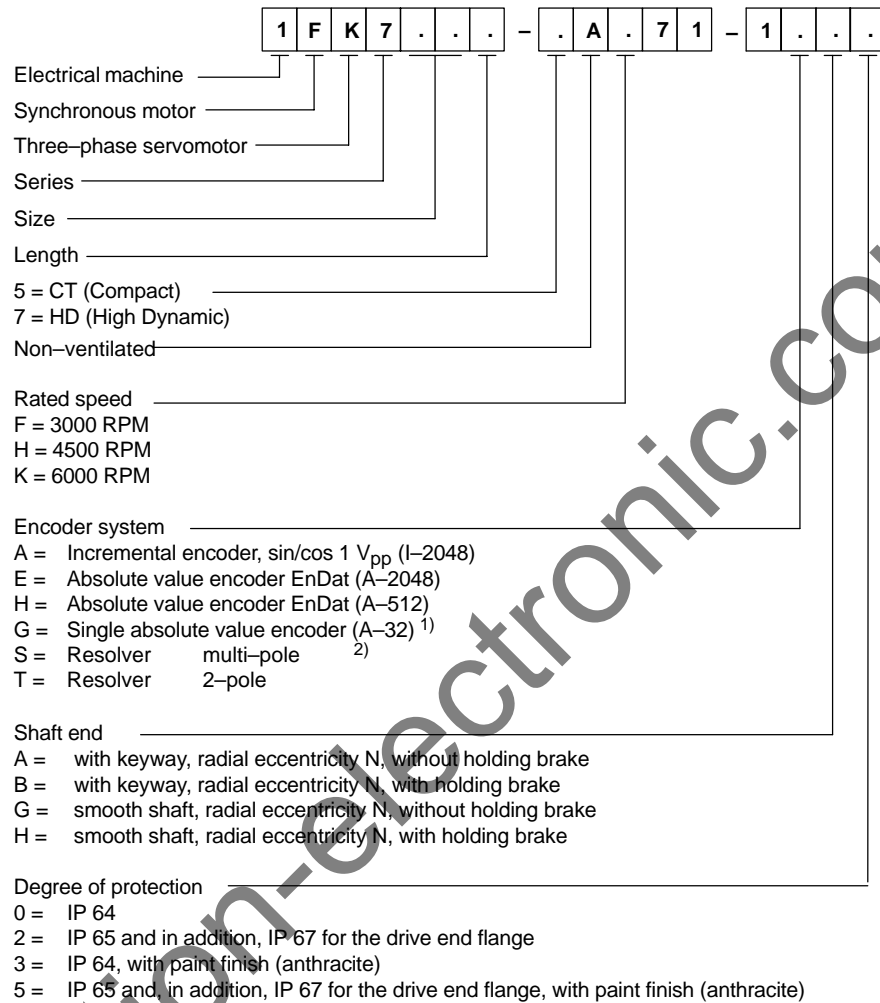 1 F K 7 . . . – . A . 7 1 – 1 . . .
Electrical machine
Synchronous motor
Three–phase servomotor
Series
Size
Length
5 = CT (Compact)
7 = HD (High Dynamic)
Non–ventilated
Rated speed
F = 3000 RPM
H = 4500 RPM
K = 6000 RPM
Encoder system
A = Incremental encoder, sin/cos 1 Vpp (I–2048)
E = Absolute value encoder EnDat (A–2048)
H = Absolute value encoder EnDat (A–512)
G = Single absolute value encoder (A–32) 1)
S = Resolver multi–pole 2)
T = Resolver 2–pole
Shaft end
A = with keyway, radial eccentricity N, without holding brake
B = with keyway, radial eccentricity N, with holding brake
G = smooth shaft, radial eccentricity N, without holding brake
H = smooth shaft, radial eccentricity N, with holding brake
Degree of protection
0 = IP 64
2 = IP 65 and in addition, IP 67 for the drive end flange
3 = IP 64, with paint finish (anthracite)
5 = IP 65 and, in addition, IP 67 for the drive end flange, with paint finish (anthracite)
ion-electronic.co